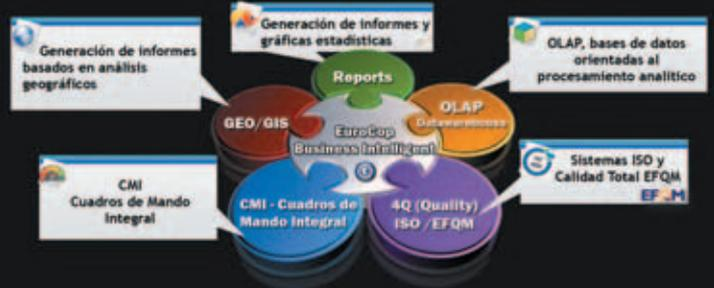 Generación de informes
basados en análisis
geográficos
Generación de informes y
gráficas estadísticas
OLAP, bases de datos
orientadas al
procesamiento analítico
Reports
GEO/GIS
OLAP
Datawarehouse
EuroCop
Business Intelligent
CMI
Cuadros de Mando
Integral
CMI - Cuadros de
Mando Integral
4Q (Quality)
ISO /EFQM
Sistemas ISO y
Calidad Total EFQM
EFQM